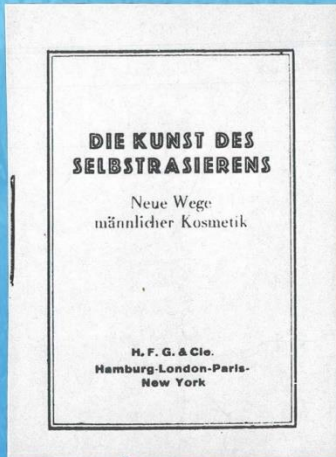 DIE KUNST DES
SELBSTRASIERENS
Neue Wege
männlicher Kosmetik
H. F. G. & Cie.
Hamburg-London-Paris-
New York